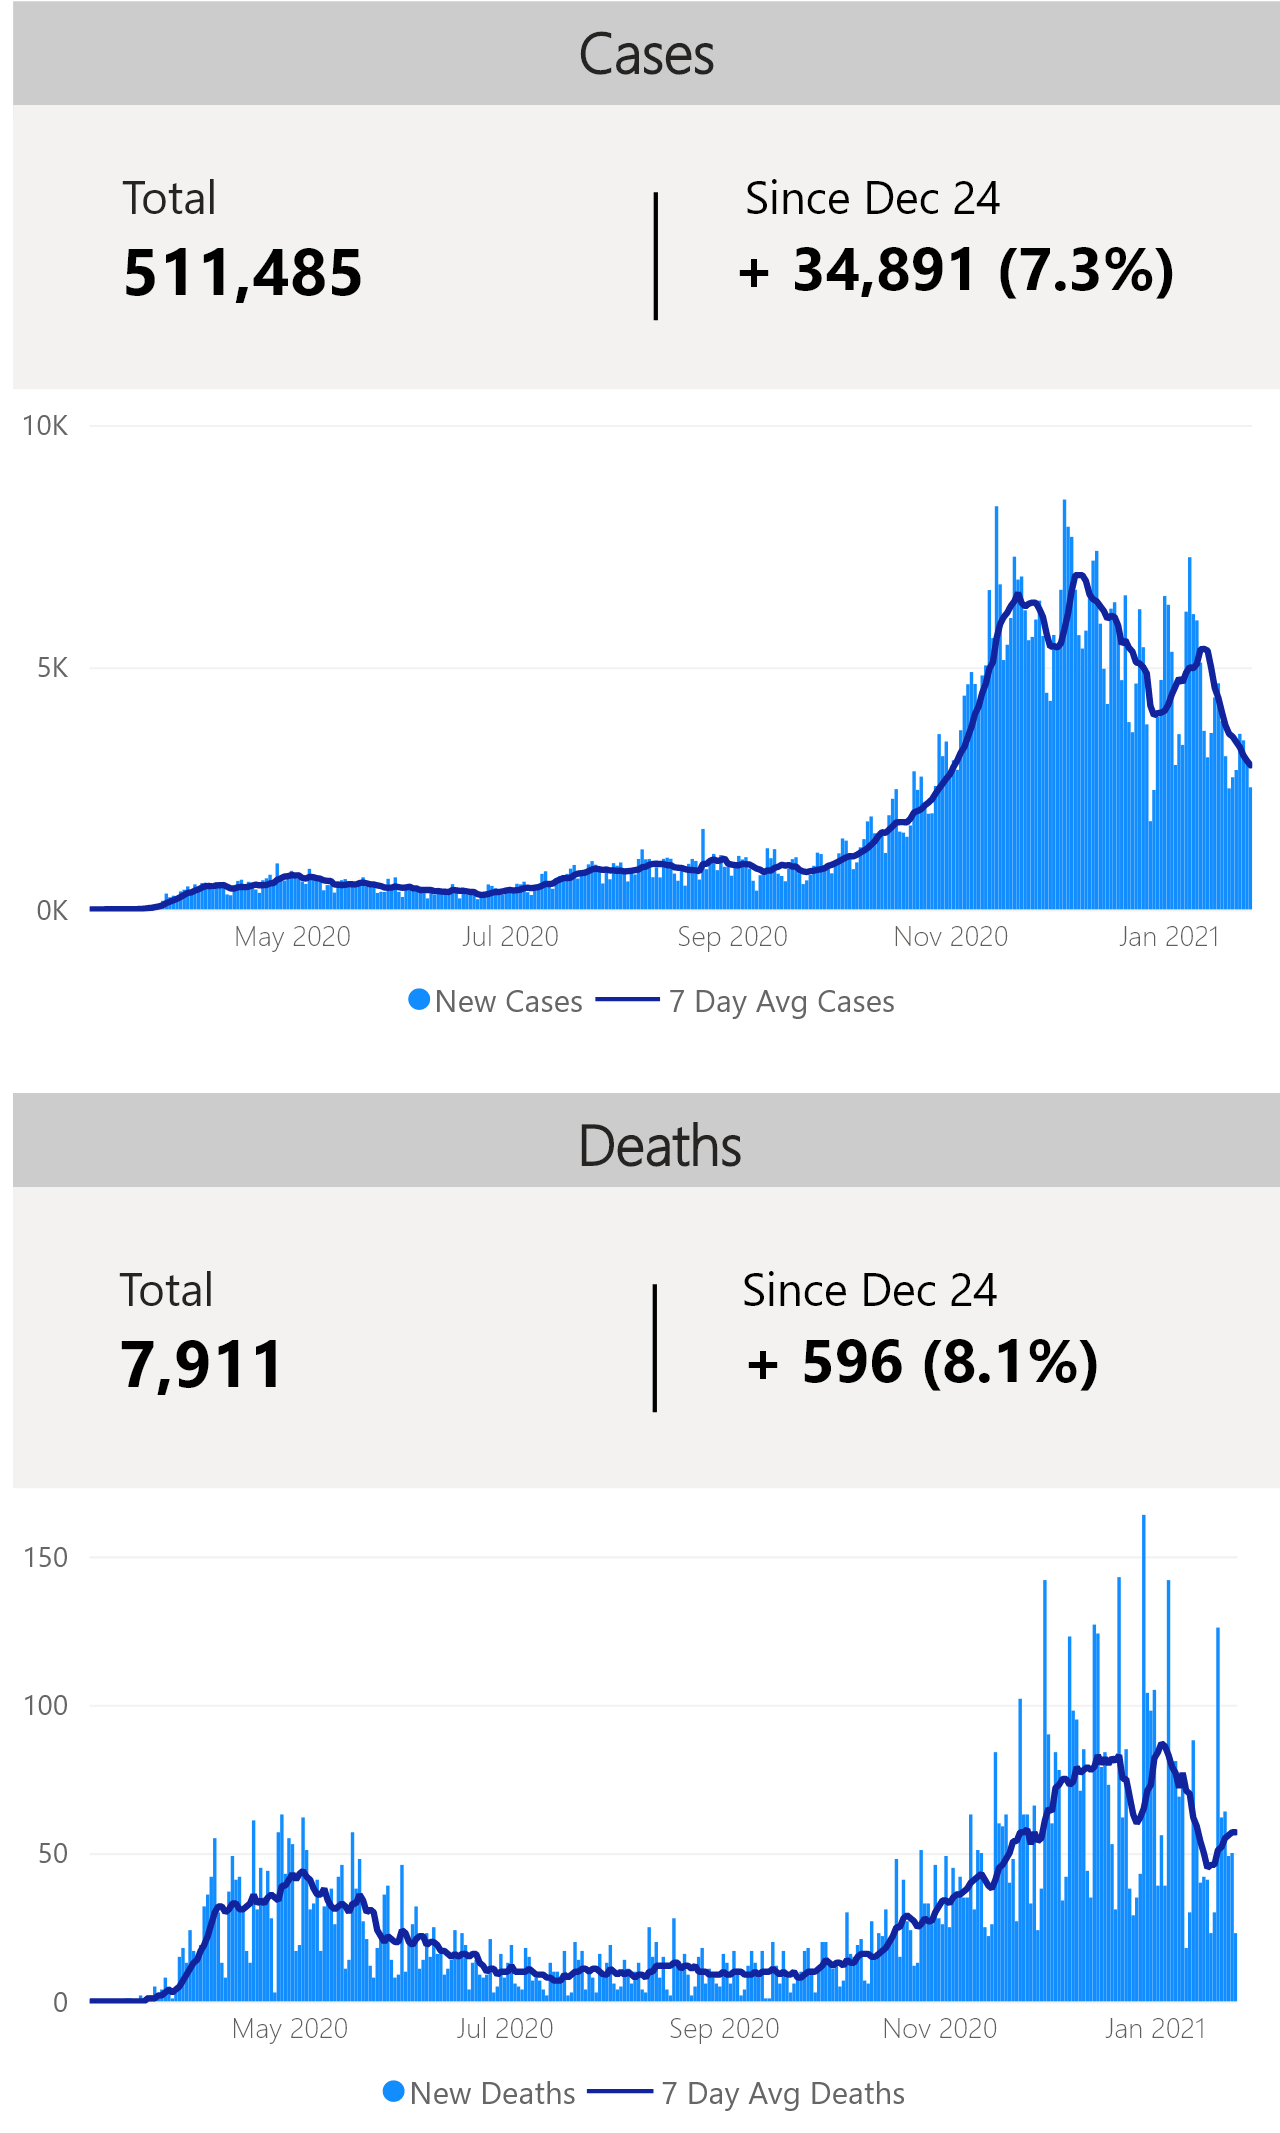 Cases
Total
Since Dec 24
511,485
+ 34,891 (7.3%)
10K
5K
0K
May 2020
Jul 2020
Sep 2020
Nov 2020
Jan 2021
New Cases
7 Day Avg Cases
Deaths
Total
Since Dec 24
7,911
+ 596 (8.1%)
150
100
50
0
May 2020
Jul 2020
Sep 2020
Nov 2020
Jan 2021
New Deaths
7 Day Avg Deaths